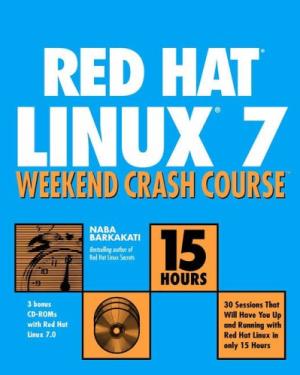 RED HAT®
LINUX® 7
WEEKEND CRASH COURSE™
NABA
BARKAKATI
Bestselling author of
Red Hat Linux Secrets
15
HOURS
3 bonus
CD-ROMs
with Red Hat
Linux 7.0
30 Sessions That
Will Have You Up
and Running with
Red Hat Linux in
only 15 Hours